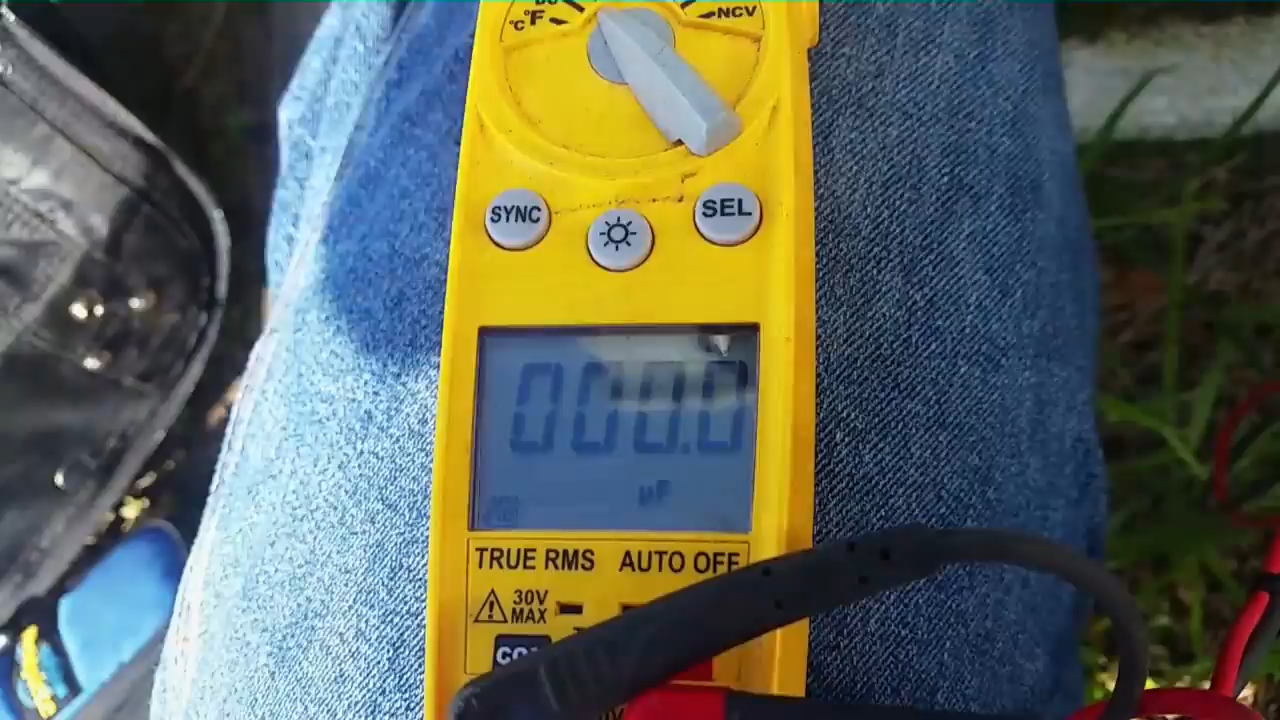 °C°F
NCV
SYNC
SEL
000.0
µF
TRUE RMS AUTO OFF
30V
MAX